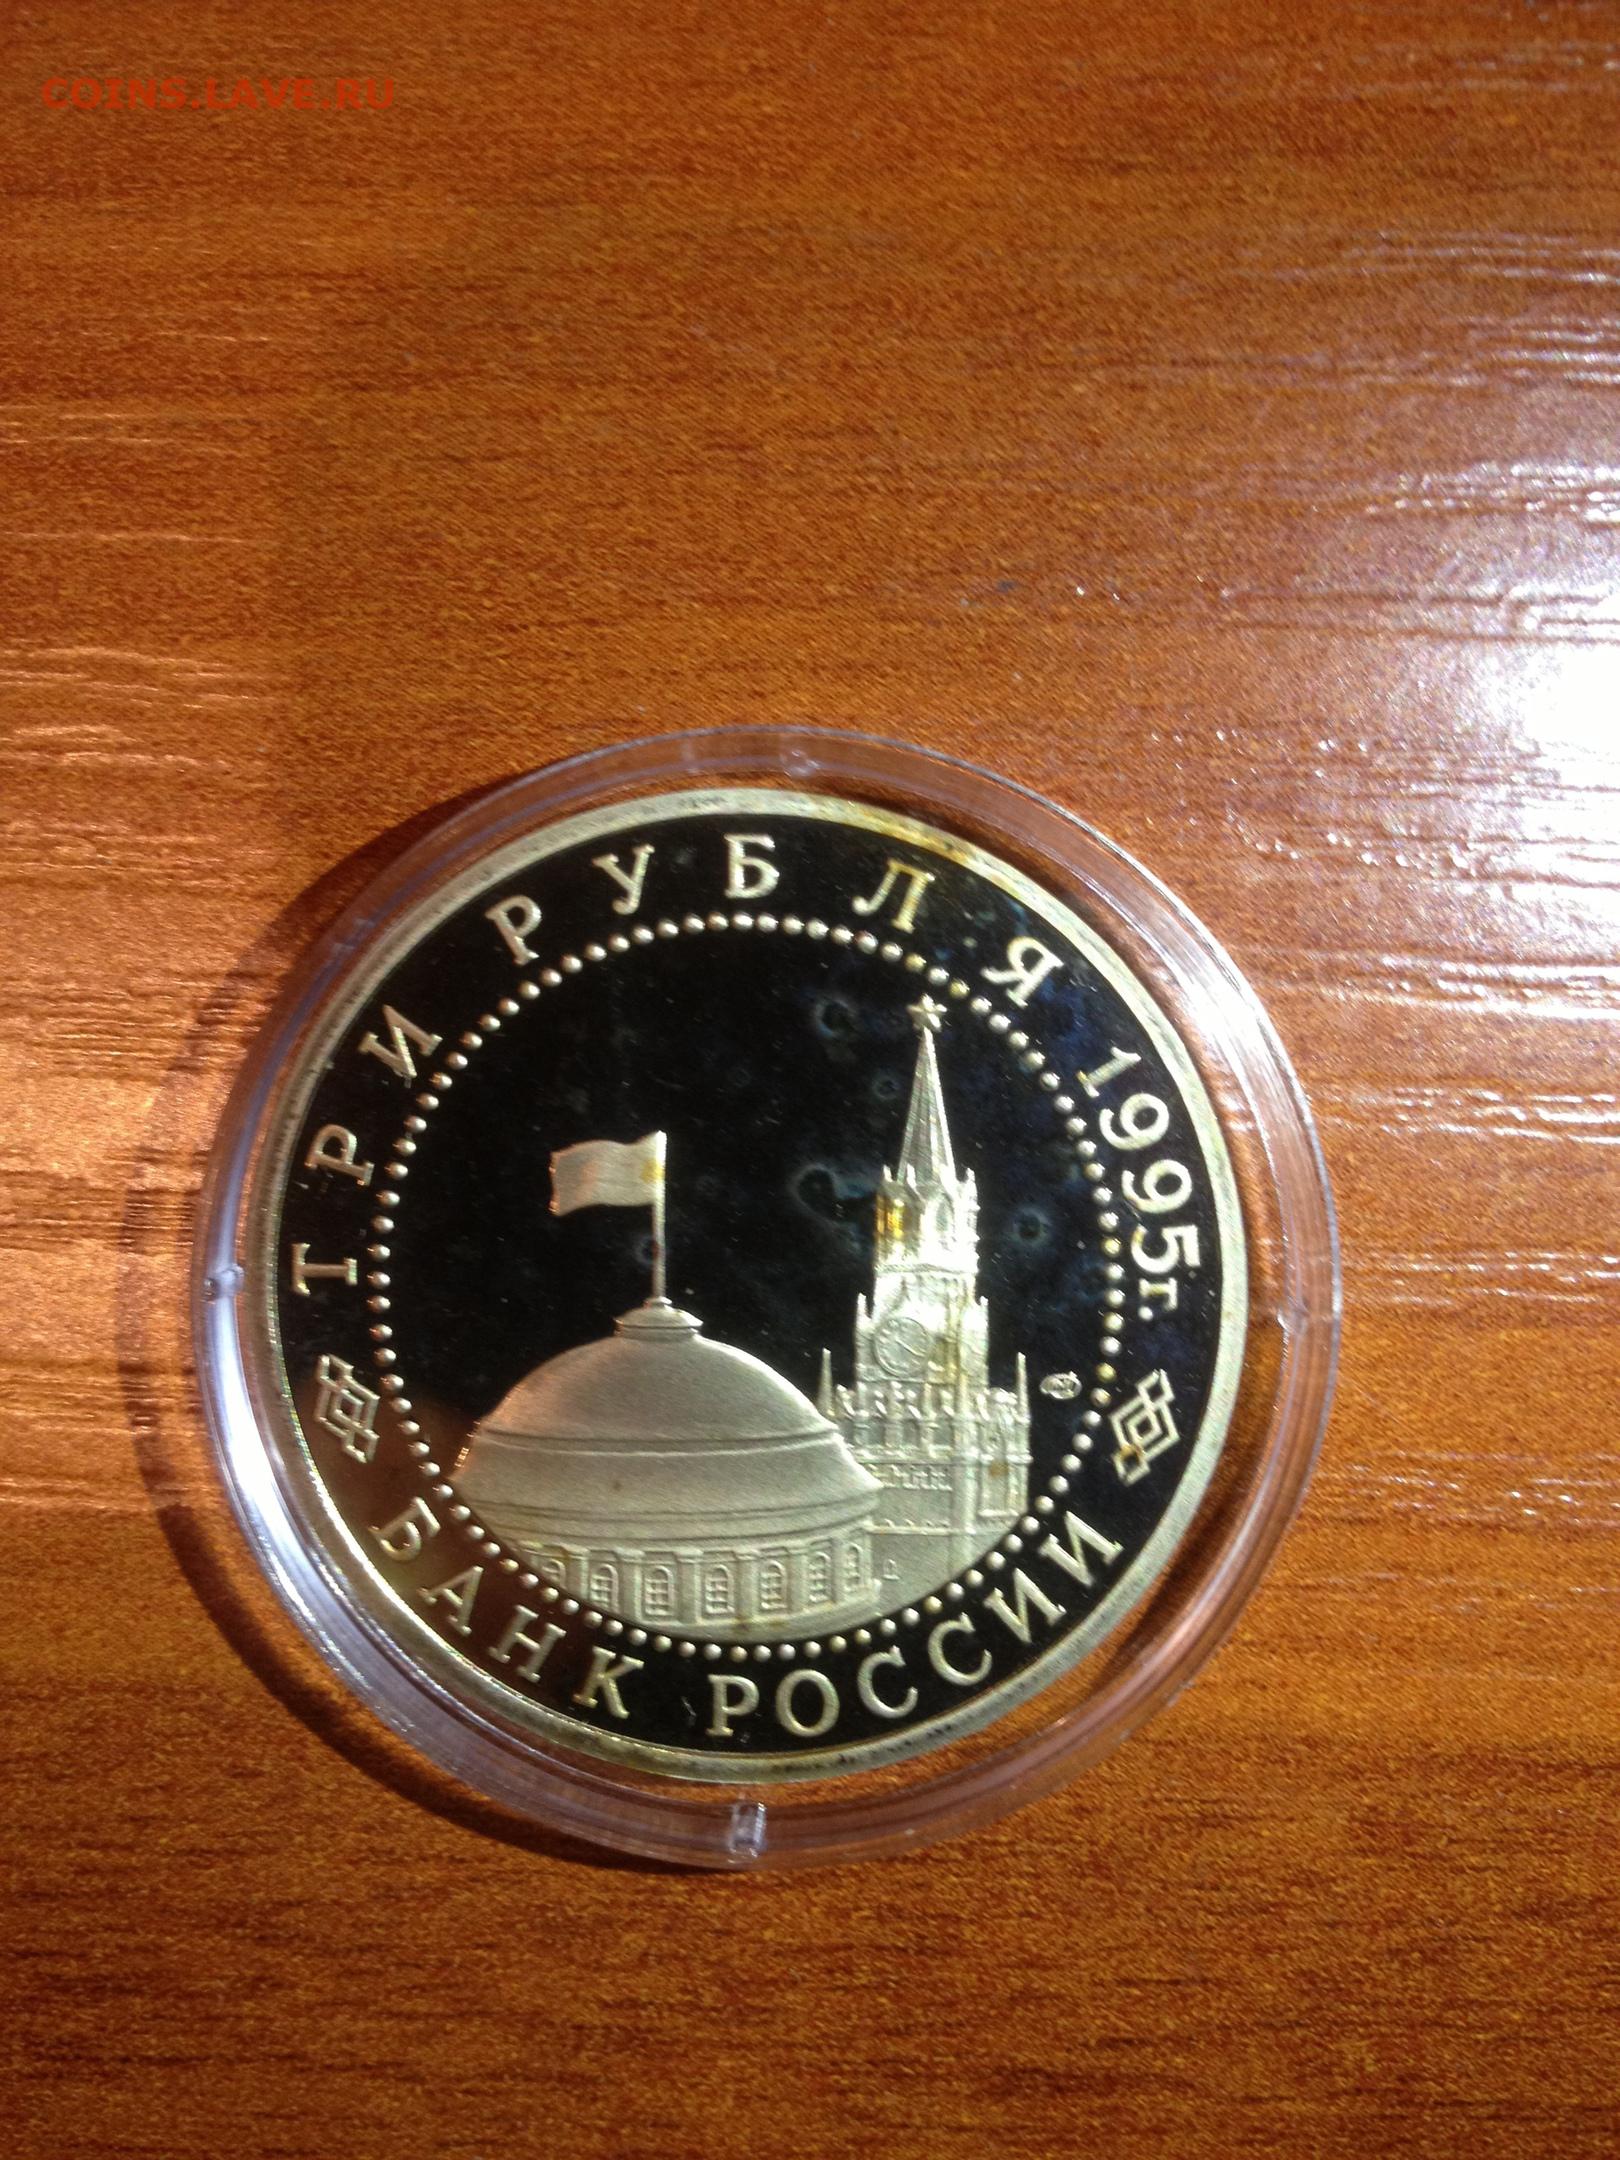 COINS.LAVE.RU
ТРИ РУБЛЯ 1995г.
БАНК РОССИИ